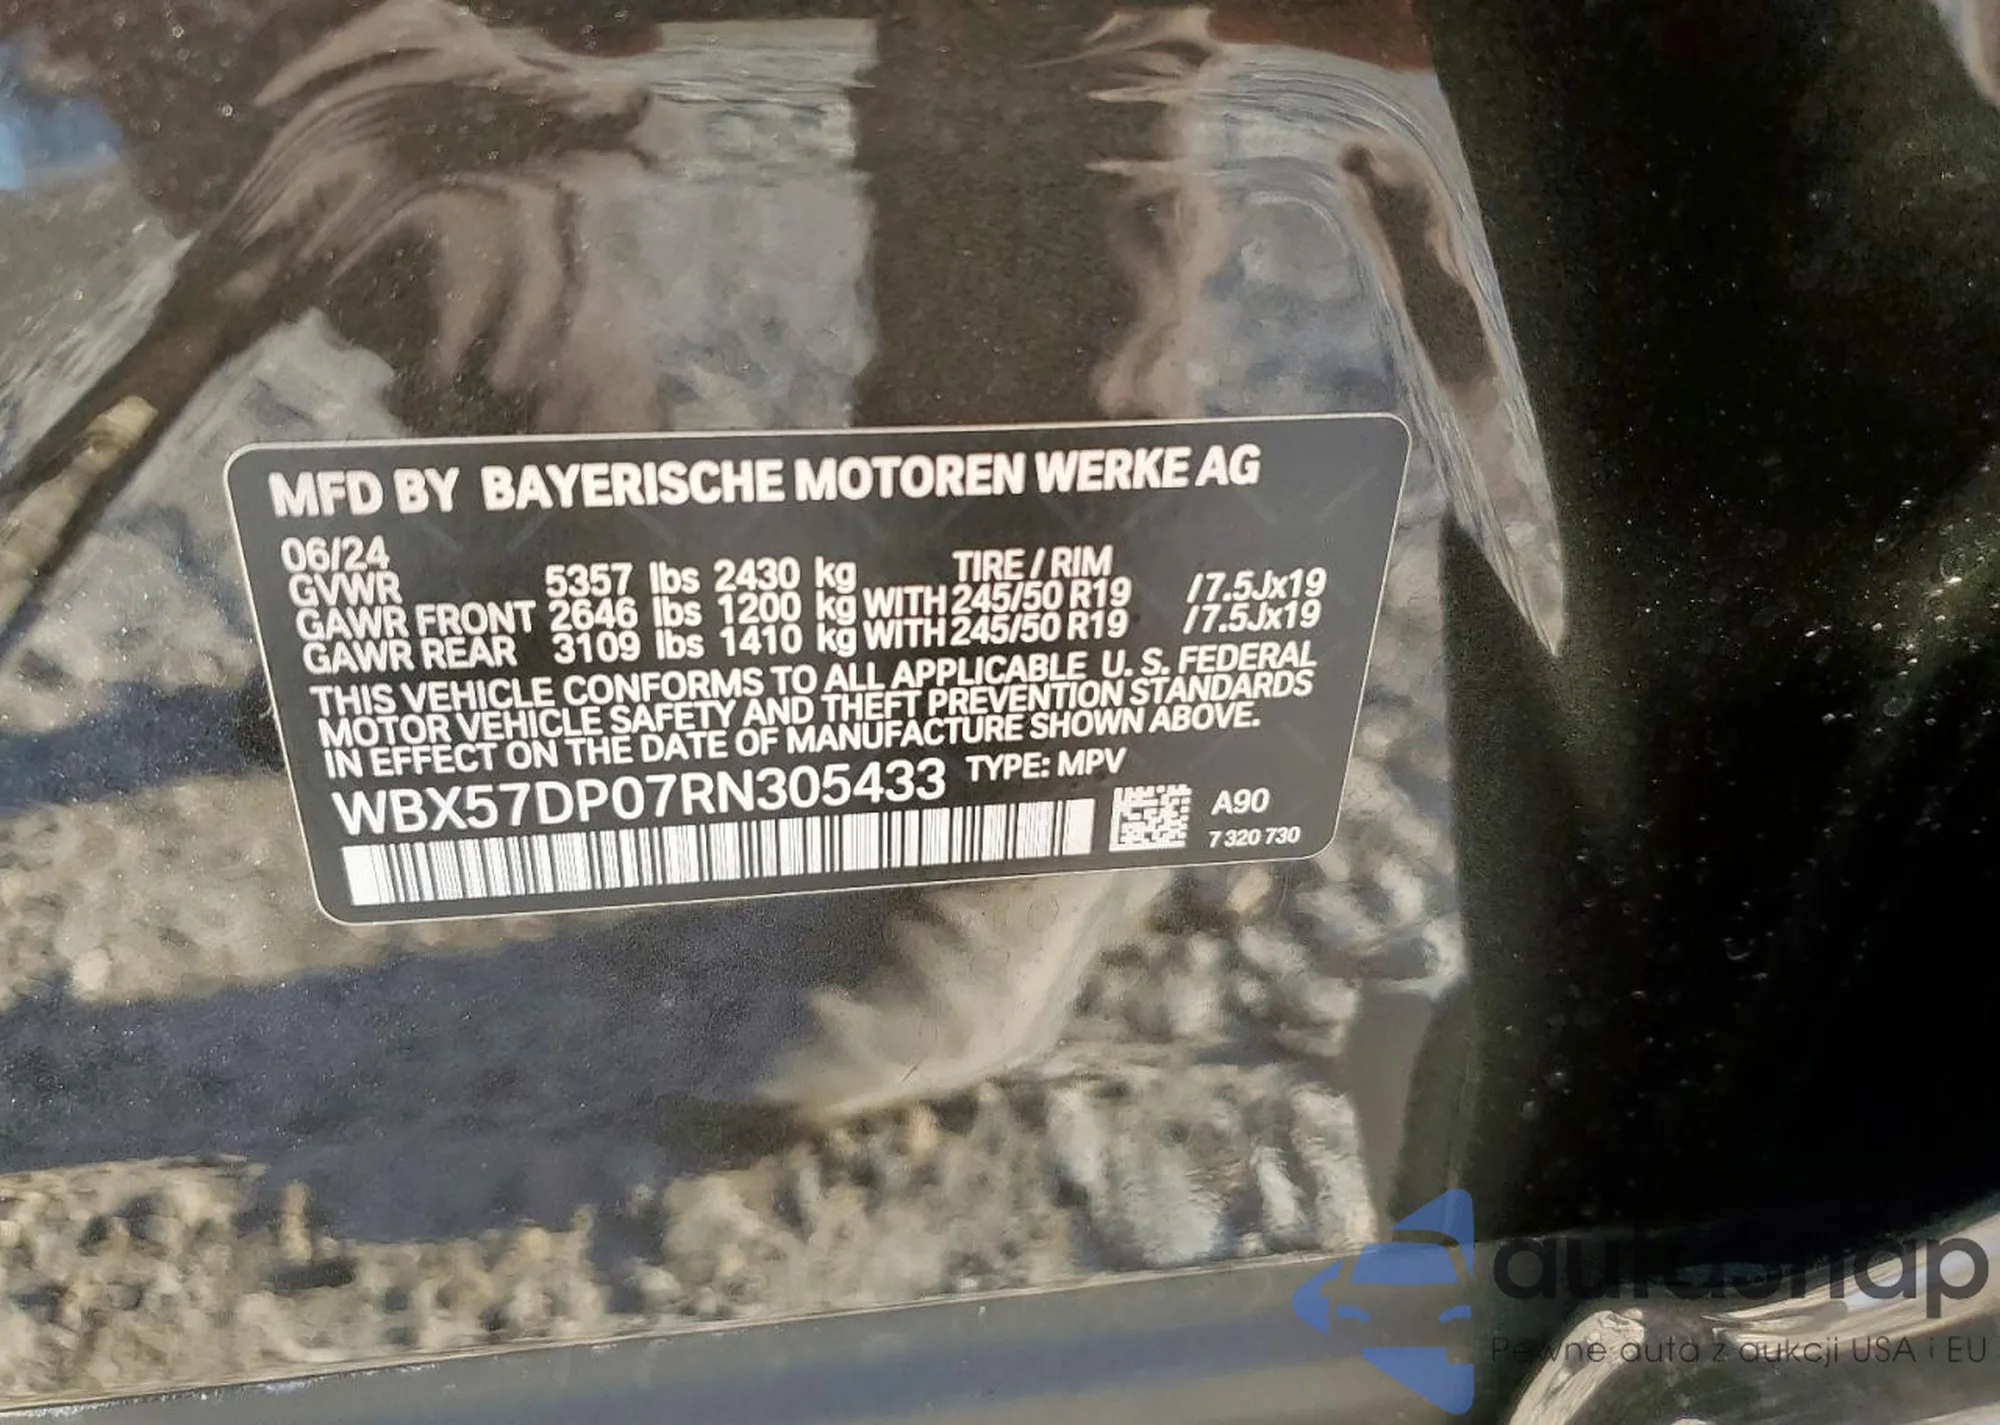 MFD BY BAYERISCHE MOTOREN WERKE AG
06/24 TIRE / RIM
GVWR 5357 lbs 2430 kg
GAWR FRONT 2646 lbs 1200 kg WITH 245/50 R19 /7.5Jx19
GAWR REAR 3109 lbs 1410 kg WITH 245/50 R19 /7.5Jx19
THIS VEHICLE CONFORMS TO ALL APPLICABLE U. S. FEDERAL
MOTOR VEHICLE SAFETY AND THEFT PREVENTION STANDARDS
IN EFFECT ON THE DATE OF MANUFACTURE SHOWN ABOVE.
WBX57DP07RN305433 TYPE: MPV
A90
7 320 730
autasnap
Pewne auta z aukcji USA i EU